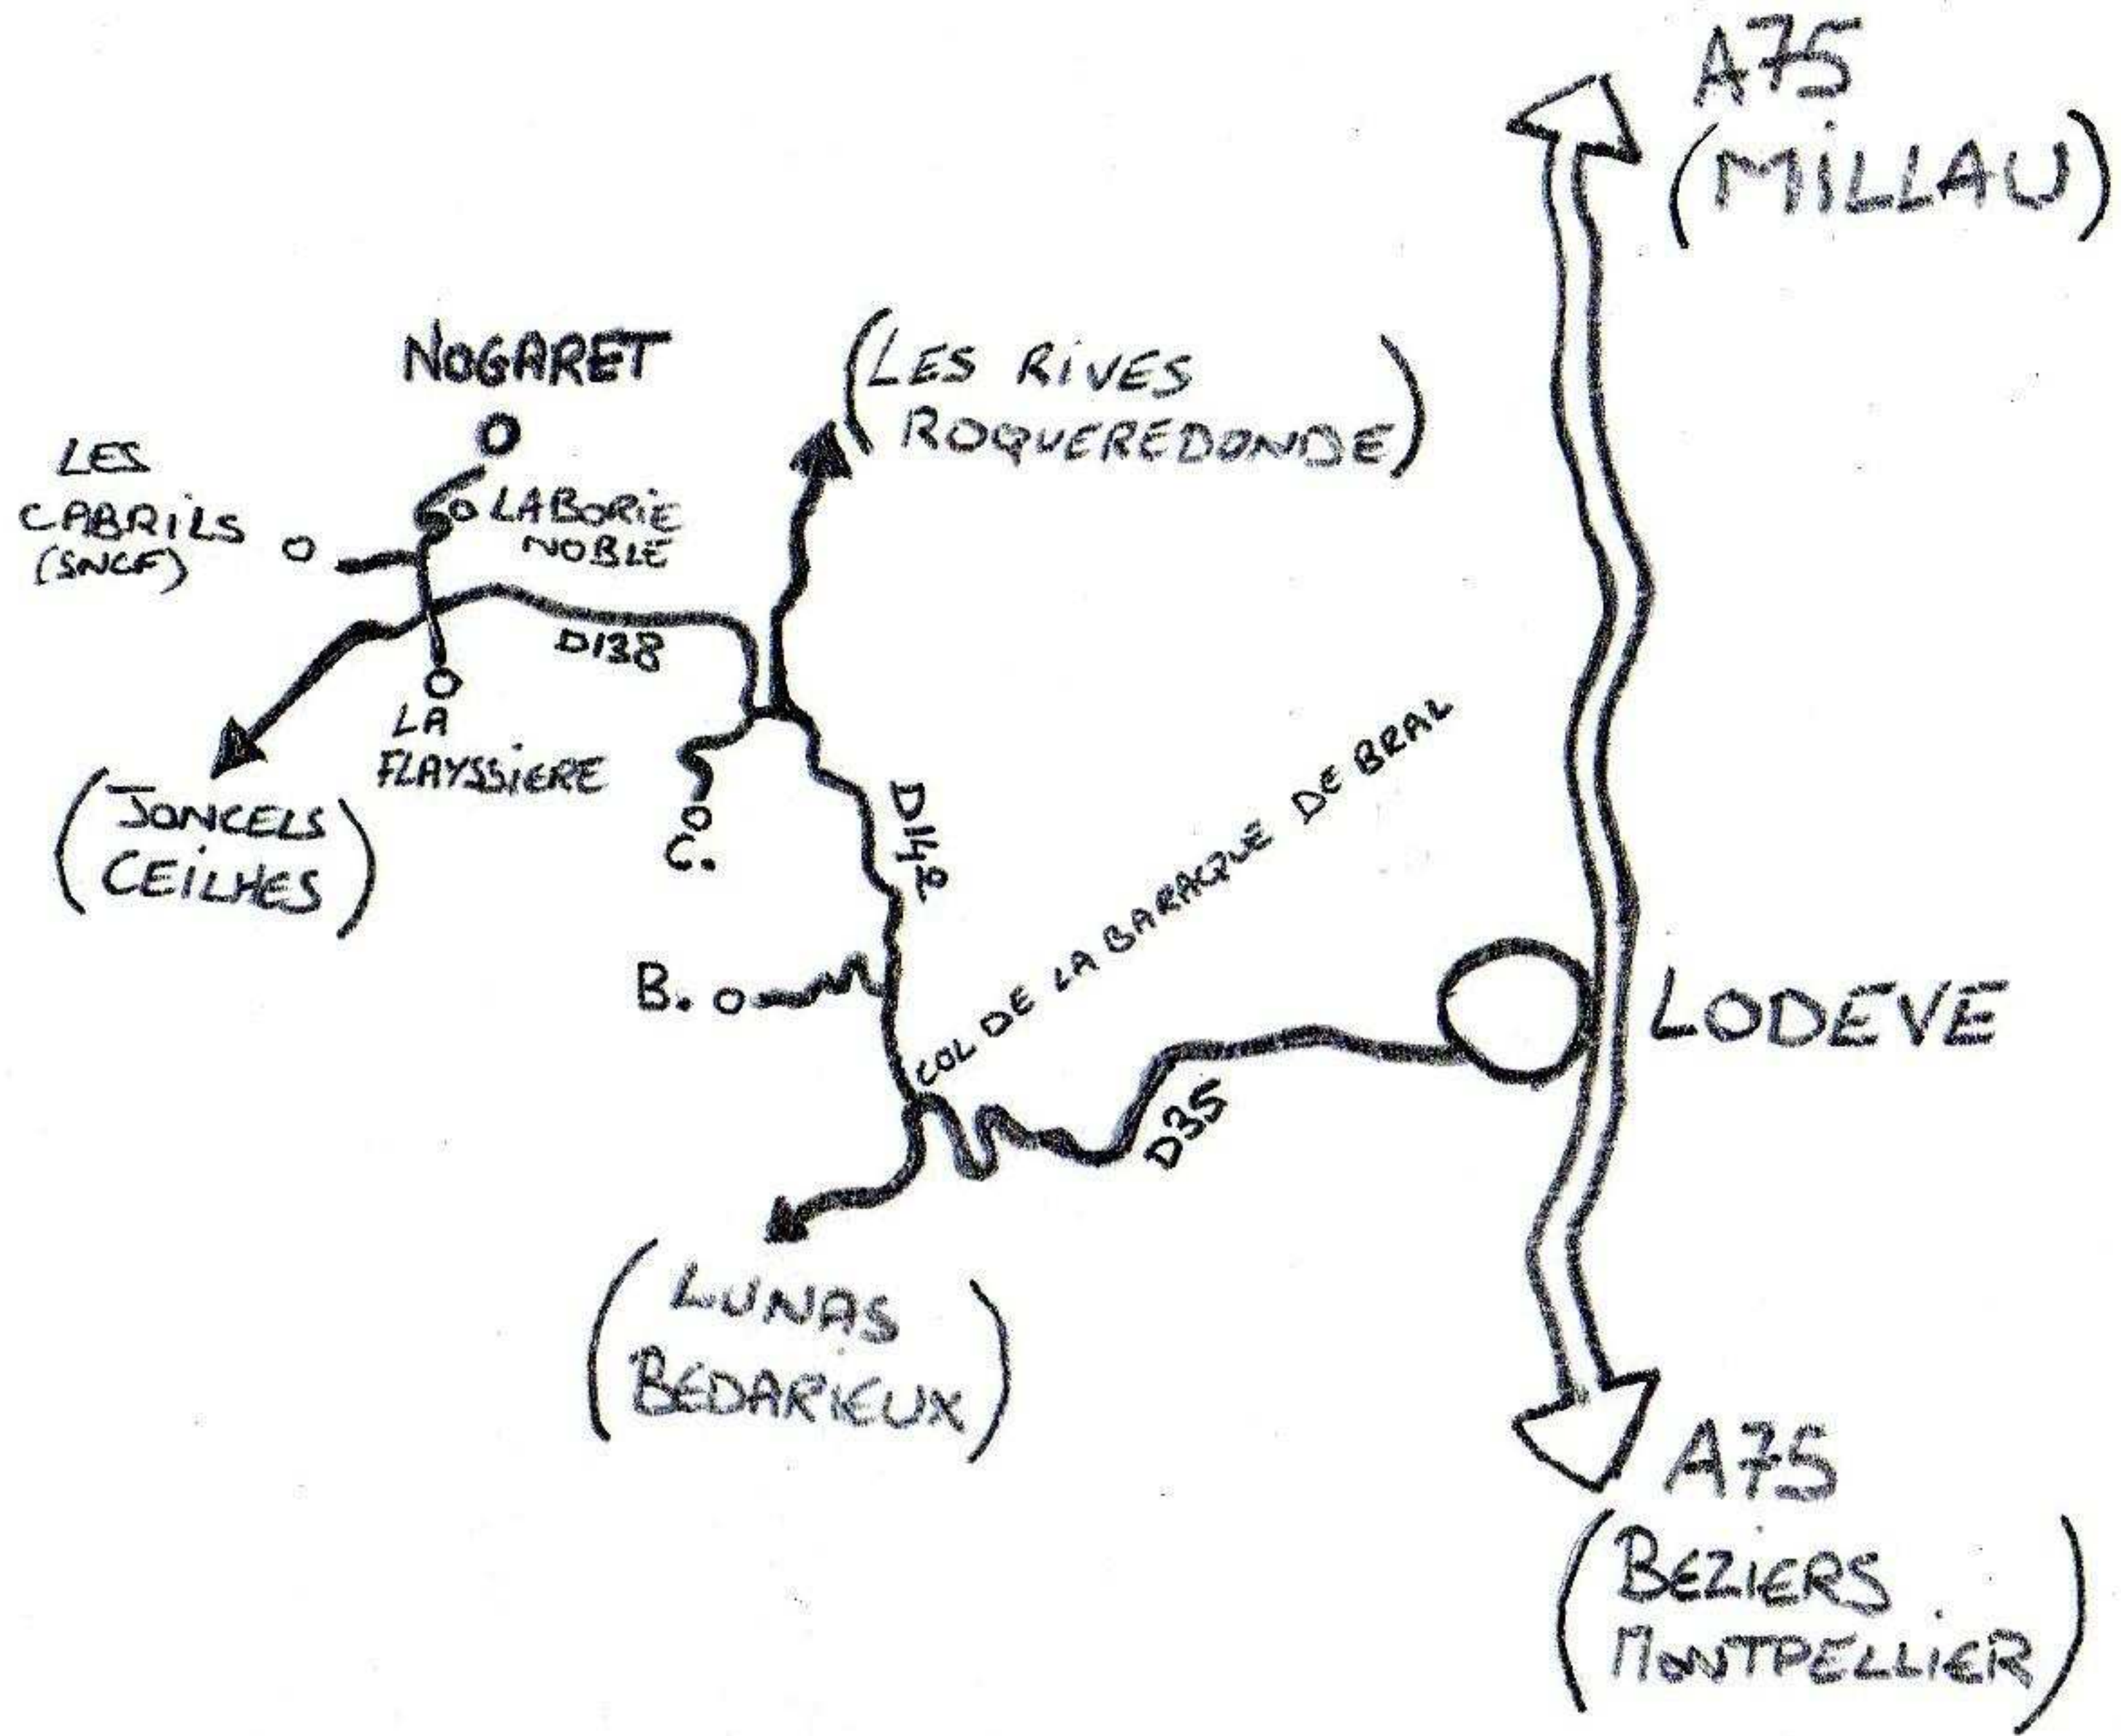 A75
(MiLLAU)
NOGARET
(LES RiVES
ROQUEREDONDE)
LES
CABRiLS
(SNCF)
LABORiE
NOBLE
D138
LA
FLAYSSiERE
(JONCELS
CEiLHES)
C.
D142
COL DE LA BARAQUE DE BRAL
B.
LODEVE
D35
(LUNAS
BEDARIEUX)
A75
(BEZIERS
MONTPELLiER)